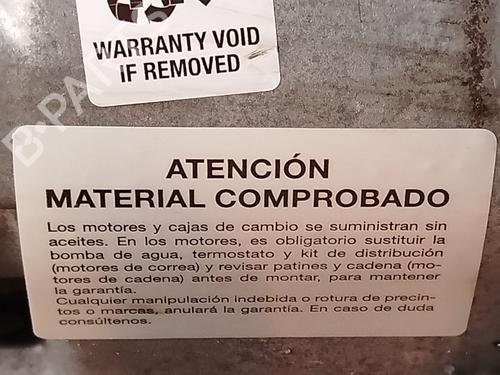 WARRANTY VOID
IF REMOVED
B-PARTS
ATENCIÓN
MATERIAL COMPROBADO
Los motores y cajas de cambio se suministran sin
aceites. En los motores, es obligatorio sustituir la
bomba de agua, termostato y kit de distribución
(motores de correa) y revisar patines y cadena (mo-
tores de cadena) antes de montar, para mantener
la garantía.
Cualquier manipulación indebida o rotura de precin-
tos o marcas, anulará la garantía. En caso de duda
consúltenos.